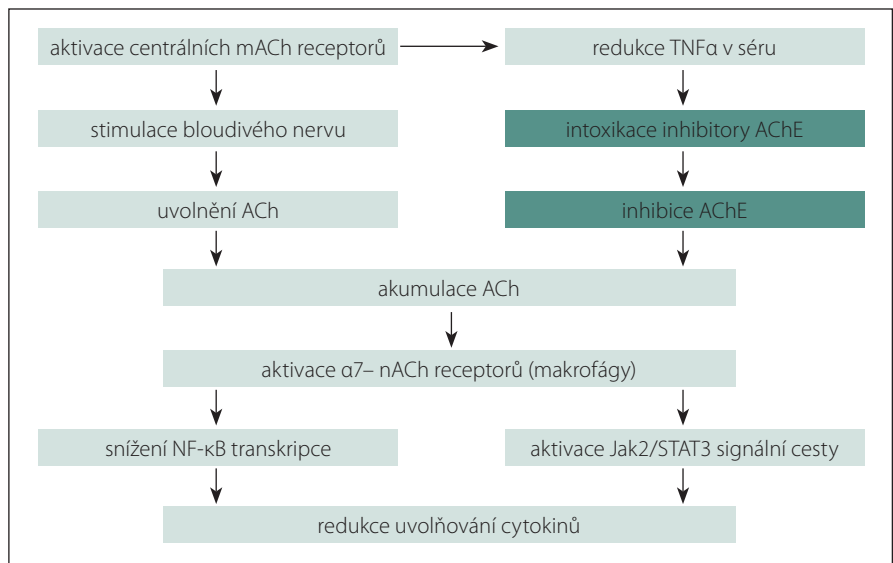 aktivace centrálních mACh receptorů
redukce TNFα v séru
stimulace bloudivého nervu
intoxikace inhibitory AChE
uvolnění ACh
inhibice AChE
akumulace ACh
aktivace α7– nACh receptorů (makrofágy)
snížení NF-κB transkripce
aktivace Jak2/STAT3 signální cesty
redukce uvolňování cytokinů